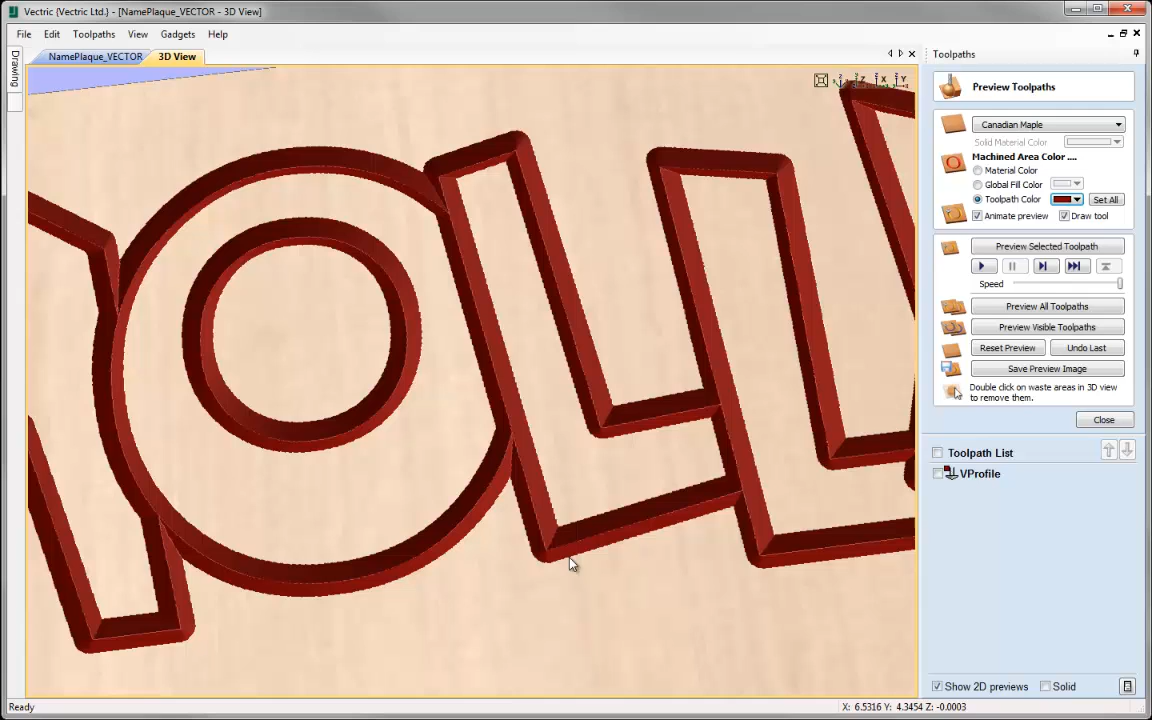 Vectric {Vectric Ltd.} - [NamePlaque_VECTOR - 3D View]
File Edit Toolpaths View Gadgets Help
Drawing
NamePlaque_VECTOR 3D View
Toolpaths
Preview Toolpaths
Canadian Maple
Solid Material Color
Machined Area Color ....
Material Color
Global Fill Color
Toolpath Color Set All
Animate preview Draw tool
Preview Selected Toolpath
Speed
Preview All Toolpaths
Preview Visible Toolpaths
Reset Preview Undo Last
Save Preview Image
Double click on waste areas in 3D view
to remove them.
Close
Toolpath List
VProfile
OLL
Show 2D previews Solid
Ready X: 6.5316 Y: 4.3454 Z: -0.0003